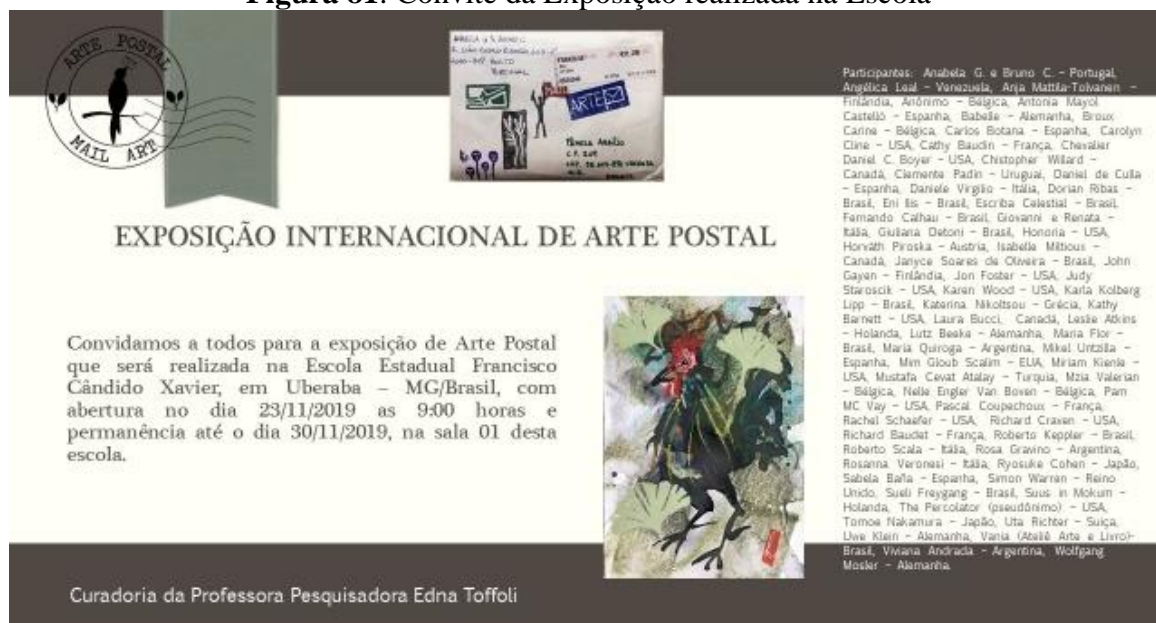 Figura 81: Convite da Exposição realizada na Escola
ARTE POSTAL
MAIL ART
ARTE
EXPOSIÇÃO INTERNACIONAL DE ARTE POSTAL
Convidamos a todos para a exposição de Arte Postal
que será realizada na Escola Estadual Francisco
Cândido Xavier, em Uberaba – MG/Brasil, com
abertura no dia 23/11/2019 as 9:00 horas e
permanência até o dia 30/11/2019, na sala 01 desta
escola.
Curadoria da Professora Pesquisadora Edna Toffoli
Participantes: Anabela G. e Bruno C. – Portugal,
Angélica Leal – Venezuela, Anja Mattila-Tolvanen –
Finlândia, Anônimo – Bélgica, Antonia Mayol
Castelló – Espanha, Babelle – Alemanha, Broux
Carine – Bélgica, Carlos Botana – Espanha, Carolyn
Cline – USA, Cathy Baudin – França, Chevalier
Daniel C. Boyer – USA, Chistopher Willard –
Canadá, Clemente Padin – Uruguai, Daniel de Culla
– Espanha, Daniele Virgilio – Itália, Dorian Ribas –
Brasil, Eni Ilis – Brasil, Escriba Celestial – Brasil,
Fernando Calhau – Brasil, Giovanni e Renata –
Itália, Giuliana Detoni – Brasil, Honoria – USA,
Horváth Piroska – Austria, Isabelle Miltioux –
Canadá, Janyce Soares de Oliveira – Brasil, John
Gayen – Finlândia, Jon Foster – USA, Judy
Staroscik – USA, Karen Wood – USA, Karla Kolberg
Lipp – Brasil, Katerina Nikoltsou – Grécia, Kathy
Barnett – USA, Laura Bucci, Canadá, Leslie Atkins
– Holanda, Lutz Beeke – Alemanha, Maria Flor –
Brasil, Maria Quiroga – Argentina, Mikel Untzilla –
Espanha, Mim Gloub Scalim – EUA, Miriam Kienle –
USA, Mustafa Cevat Atalay – Turquia, Mzia Valerian
– Bélgica, Nelle Engler Van Boven – Bélgica, Pam
MC Vay – USA, Pascal Coupechoux – França,
Rachel Schaefer – USA, Richard Craven – USA,
Richard Baudet – França, Roberto Keppler – Brasil,
Roberto Scala – Itália, Rosa Gravino – Argentina,
Rosanna Veronesi – Itália, Ryosuke Cohen – Japão,
Sabela Baña – Espanha, Simon Warren – Reino
Unido, Sueli Freygang – Brasil, Suus in Mokum –
Holanda, The Percolator (pseudônimo) – USA,
Tomoe Nakamura – Japão, Uta Richter – Suiça,
Uwe Klein – Alemanha, Vania (Ateliê Arte e Livro)–
Brasil, Viviana Andrada – Argentina, Wolfgang
Mosler – Alemanha.